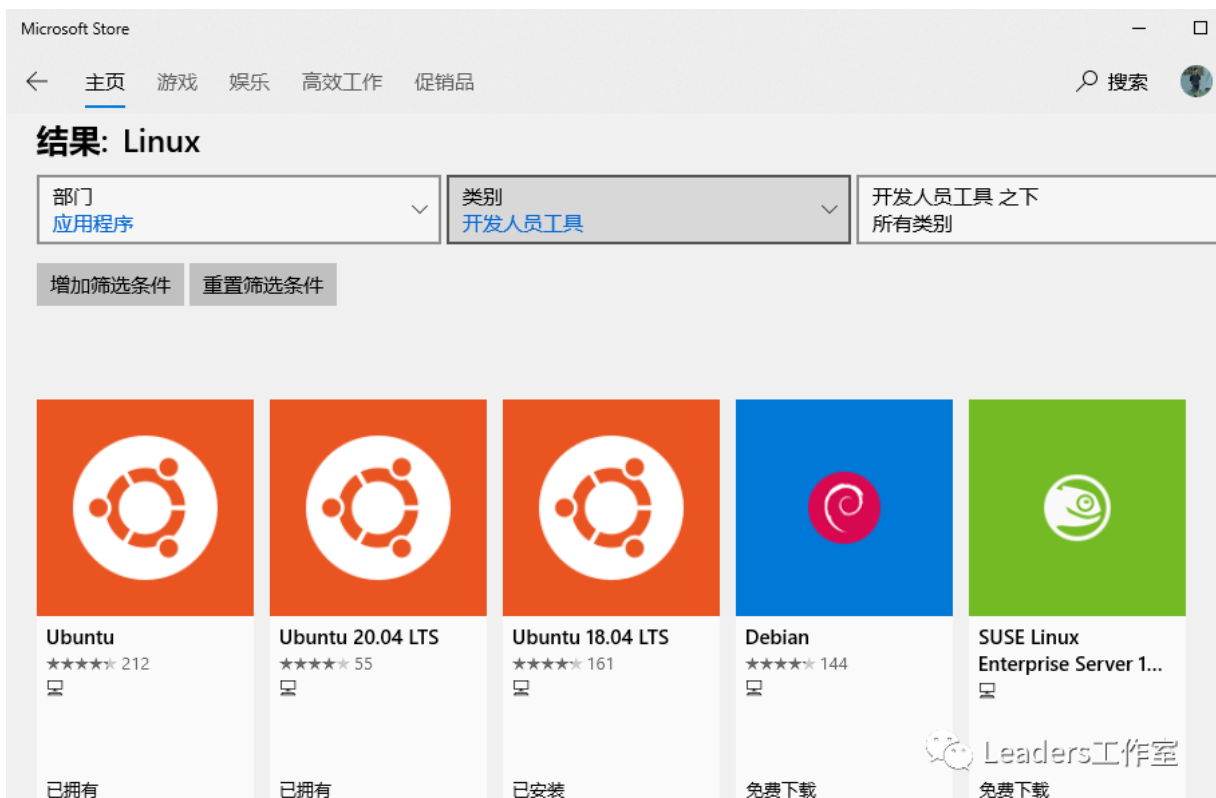 Microsoft Store
主页 游戏 娱乐 高效工作 促销品 搜索
结果: Linux
部门 类别 开发人员工具 之下
应用程序 开发人员工具 所有类别
增加筛选条件 重置筛选条件
Ubuntu Ubuntu 20.04 LTS Ubuntu 18.04 LTS Debian SUSE Linux
212 55 161 144 Enterprise Server 1...
Leaders工作室
已拥有 已拥有 已安装 免费下载 免费下载